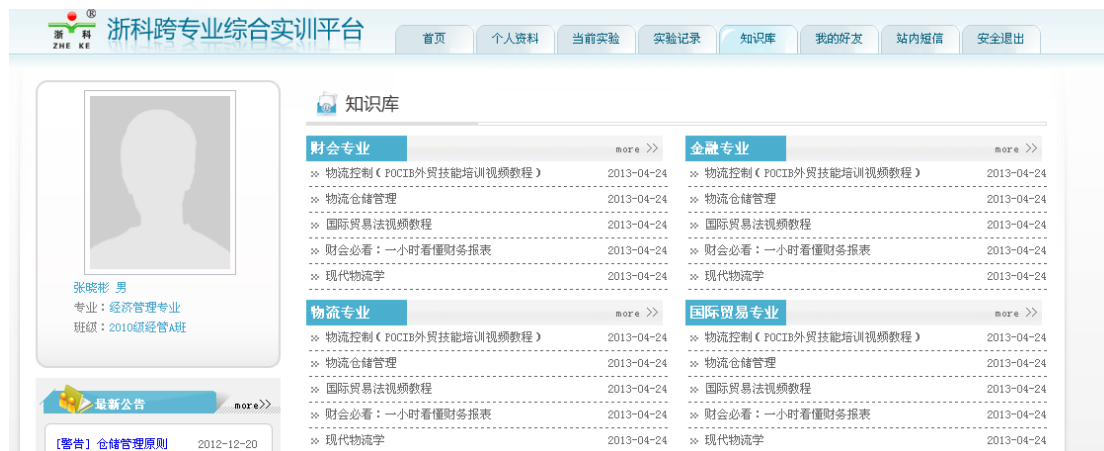 浙科 ® ZHE KE 浙科跨专业综合实训平台
首页 个人资料 当前实验 实验记录 知识库 我的好友 站内短信 安全退出
张晓彬 男
专业：经济管理专业
班级：2010级经管A班
最新公告 more>>
[警告] 仓储管理原则 2012-12-20
知识库
财会专业 more >>
» 物流控制（POCIB外贸技能培训视频教程） 2013-04-24
» 物流仓储管理 2013-04-24
» 国际贸易法视频教程 2013-04-24
» 财会必看：一小时看懂财务报表 2013-04-24
» 现代物流学 2013-04-24
金融专业 more >>
» 物流控制（POCIB外贸技能培训视频教程） 2013-04-24
» 物流仓储管理 2013-04-24
» 国际贸易法视频教程 2013-04-24
» 财会必看：一小时看懂财务报表 2013-04-24
» 现代物流学 2013-04-24
物流专业 more >>
» 物流控制（POCIB外贸技能培训视频教程） 2013-04-24
» 物流仓储管理 2013-04-24
» 国际贸易法视频教程 2013-04-24
» 财会必看：一小时看懂财务报表 2013-04-24
» 现代物流学 2013-04-24
国际贸易专业 more >>
» 物流控制（POCIB外贸技能培训视频教程） 2013-04-24
» 物流仓储管理 2013-04-24
» 国际贸易法视频教程 2013-04-24
» 财会必看：一小时看懂财务报表 2013-04-24
» 现代物流学 2013-04-24